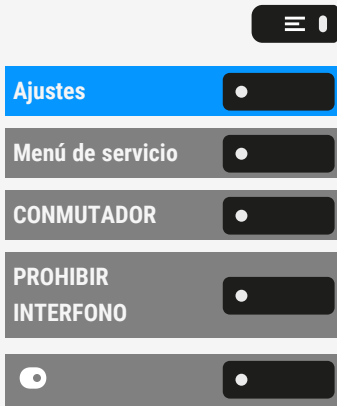 Ajustes
Menú de servicio
CONMUTADOR
PROHIBIR
INTERFONO